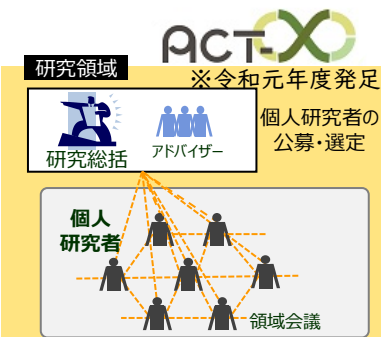 ACT-X
※令和元年度発足
研究領域
個人研究者の
公募・選定
研究総括
アドバイザー
個人
研究者
領域会議